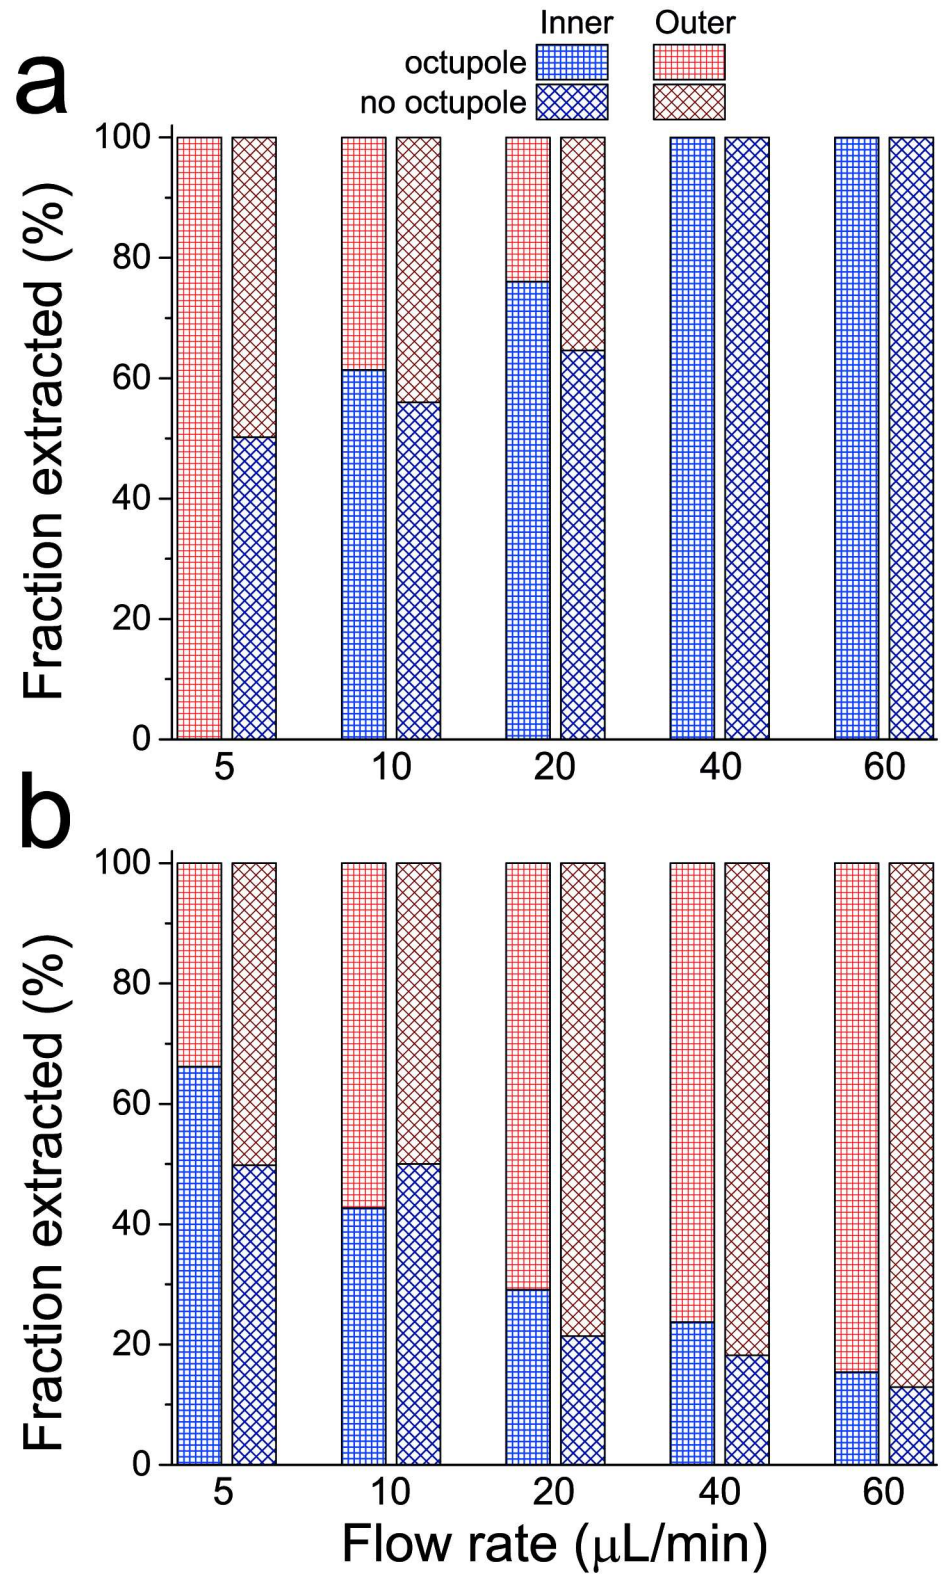 a
Inner Outer
octupole
no octupole
Fraction extracted (%)
100
80
60
40
20
0
5 10 20 40 60
b
Fraction extracted (%)
100
80
60
40
20
0
5 10 20 40 60
Flow rate (μL/min)